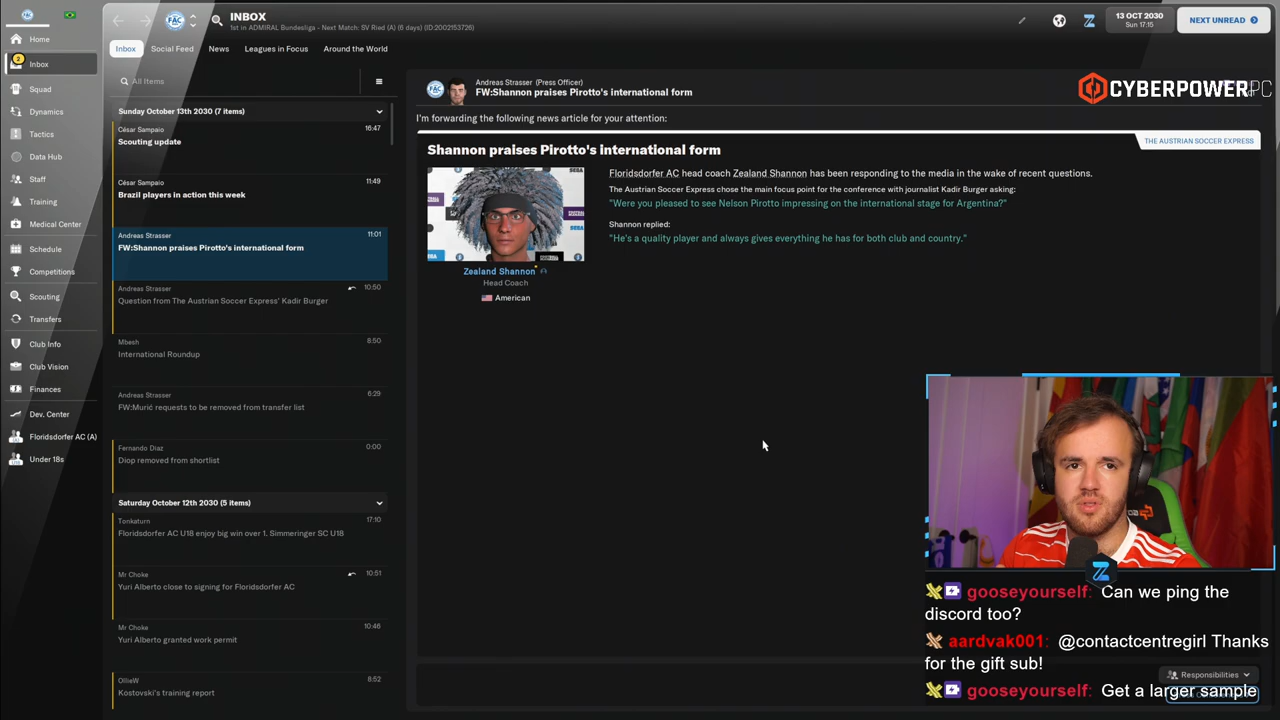 INBOX
1st in ADMIRAL Bundesliga - Next Match: SV Ried (A) (6 days) (ID:2002153726)
13 OCT 2030
Sun 17:15
NEXT UNREAD
Home
2
Inbox
Squad
Dynamics
Tactics
Data Hub
Staff
Training
Medical Center
Schedule
Competitions
Scouting
Transfers
Club Info
Club Vision
Finances
Dev. Center
Floridsdorfer AC (A)
Under 18s
Inbox
Social Feed
News
Leagues in Focus
Around the World
All Items
Sunday October 13th 2030 (7 items)
César Sampaio
16:47
Scouting update
César Sampaio
11:49
Brazil players in action this week
Andreas Strasser
11:01
FW:Shannon praises Pirotto's international form
Andreas Strasser
10:50
Question from The Austrian Soccer Express' Kadir Burger
Mbesh
8:50
International Roundup
Andreas Strasser
6:29
FW:Murić requests to be removed from transfer list
Fernando Diaz
0:00
Diop removed from shortlist
Saturday October 12th 2030 (5 items)
Tonkaturn
17:10
Floridsdorfer AC U18 enjoy big win over 1. Simmeringer SC U18
Mr Choke
10:51
Yuri Alberto close to signing for Floridsdorfer AC
Mr Choke
10:46
Yuri Alberto granted work permit
OllieW
8:52
Kostovski's training report
Andreas Strasser (Press Officer)
FW:Shannon praises Pirotto's international form
CYBERPOWERPC
I'm forwarding the following news article for your attention:
Shannon praises Pirotto's international form
THE AUSTRIAN SOCCER EXPRESS
Floridsdorfer AC head coach Zealand Shannon has been responding to the media in the wake of recent questions.
The Austrian Soccer Express chose the main focus point for the conference with journalist Kadir Burger asking:
"Were you pleased to see Nelson Pirotto impressing on the international stage for Argentina?"
Shannon replied:
"He's a quality player and always gives everything he has for both club and country."
Zealand Shannon
Head Coach
American
gooseyourself: Can we ping the
discord too?
aardvak001: @contactcentregirl Thanks
for the gift sub!
gooseyourself: Get a larger sample
Responsibilities